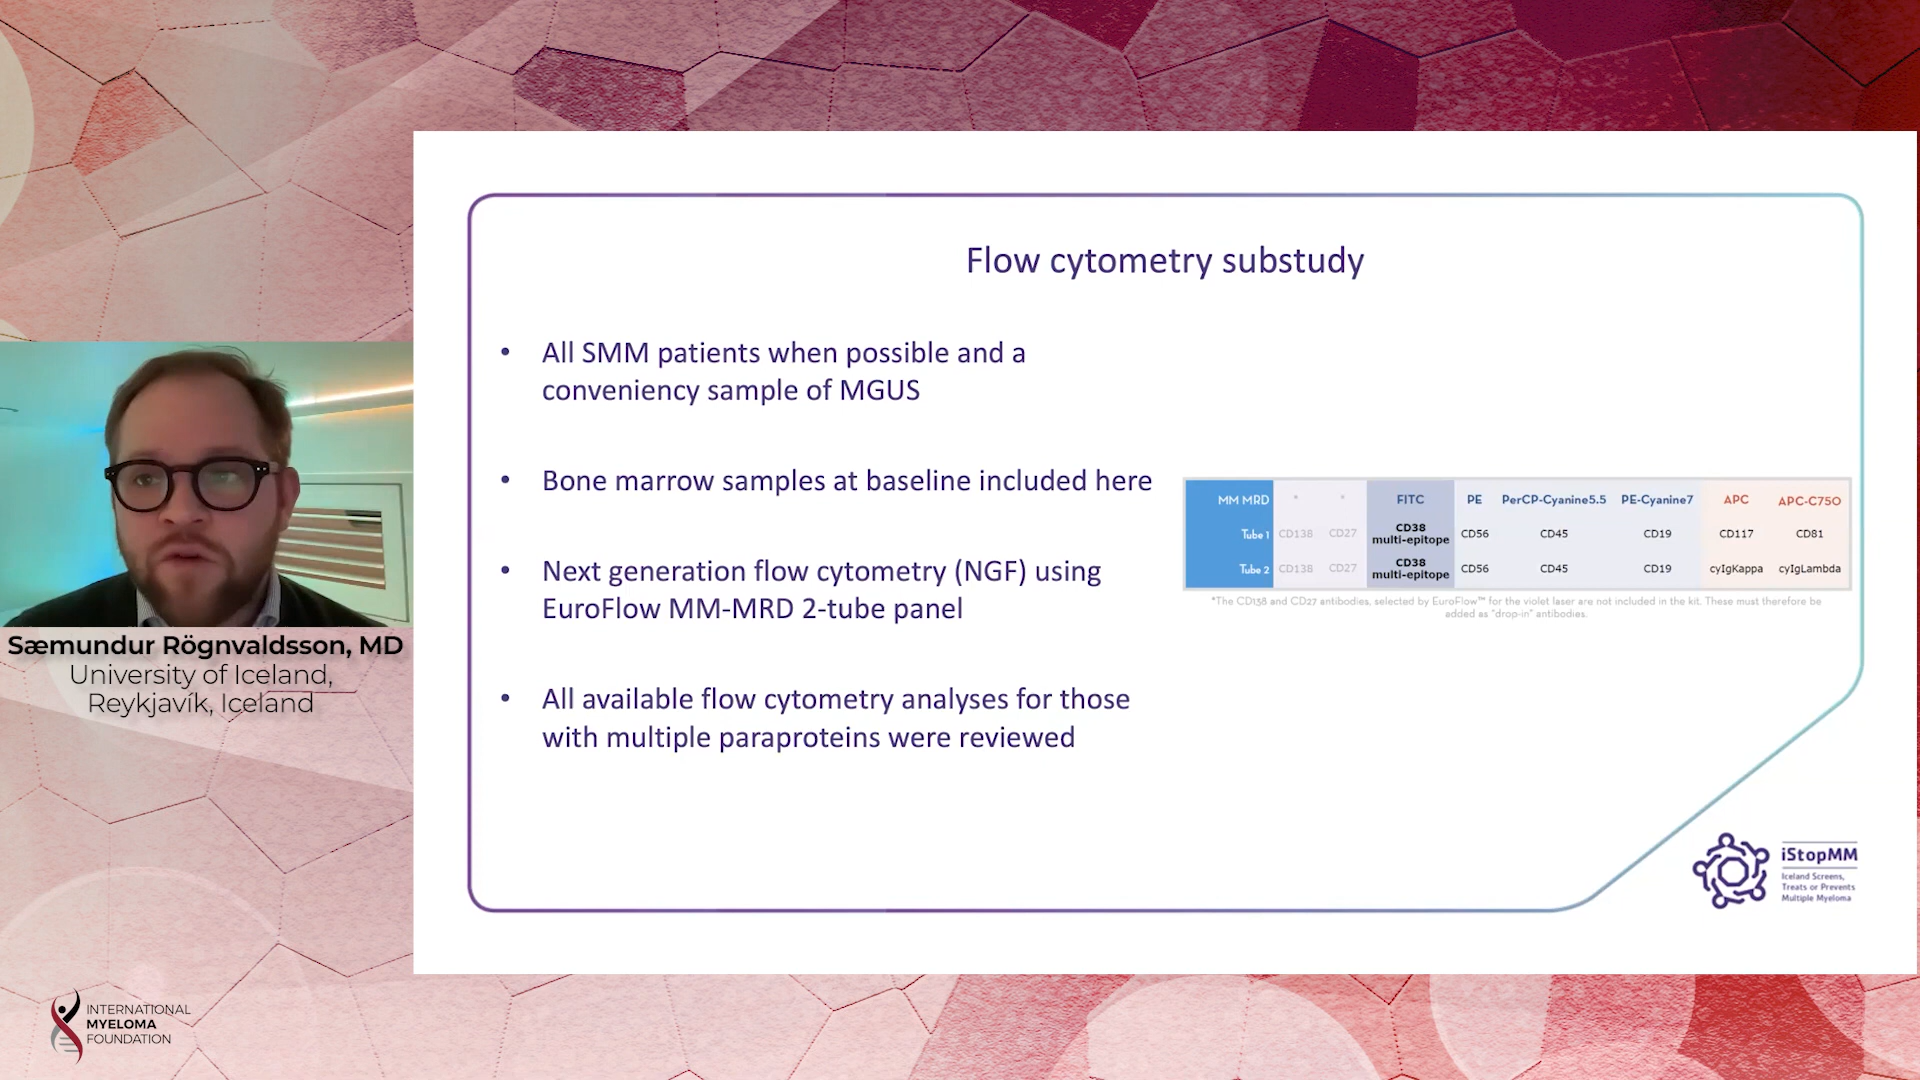 Flow cytometry substudy
• All SMM patients when possible and a
conveniency sample of MGUS
• Bone marrow samples at baseline included here
• Next generation flow cytometry (NGF) using
EuroFlow MM-MRD 2-tube panel
• All available flow cytometry analyses for those
with multiple paraproteins were reviewed
MM MRD * * FITC PE PerCP-Cyanine5.5 PE-Cyanine7 APC APC-C750
Tube 1 CD138 CD27 CD38 multi-epitope CD56 CD45 CD19 CD117 CD81
Tube 2 CD138 CD27 CD38 multi-epitope CD56 CD45 CD19 cyIgKappa cyIgLambda
*The CD138 and CD27 antibodies, selected by EuroFlow™ for the violet laser are not included in the kit. These must therefore be
added as "drop-in" antibodies.
iStopMM
Iceland Screens,
Treats or Prevents
Multiple Myeloma
Sæmundur Rögnvaldsson, MD
University of Iceland,
Reykjavík, Iceland
INTERNATIONAL
MYELOMA
FOUNDATION